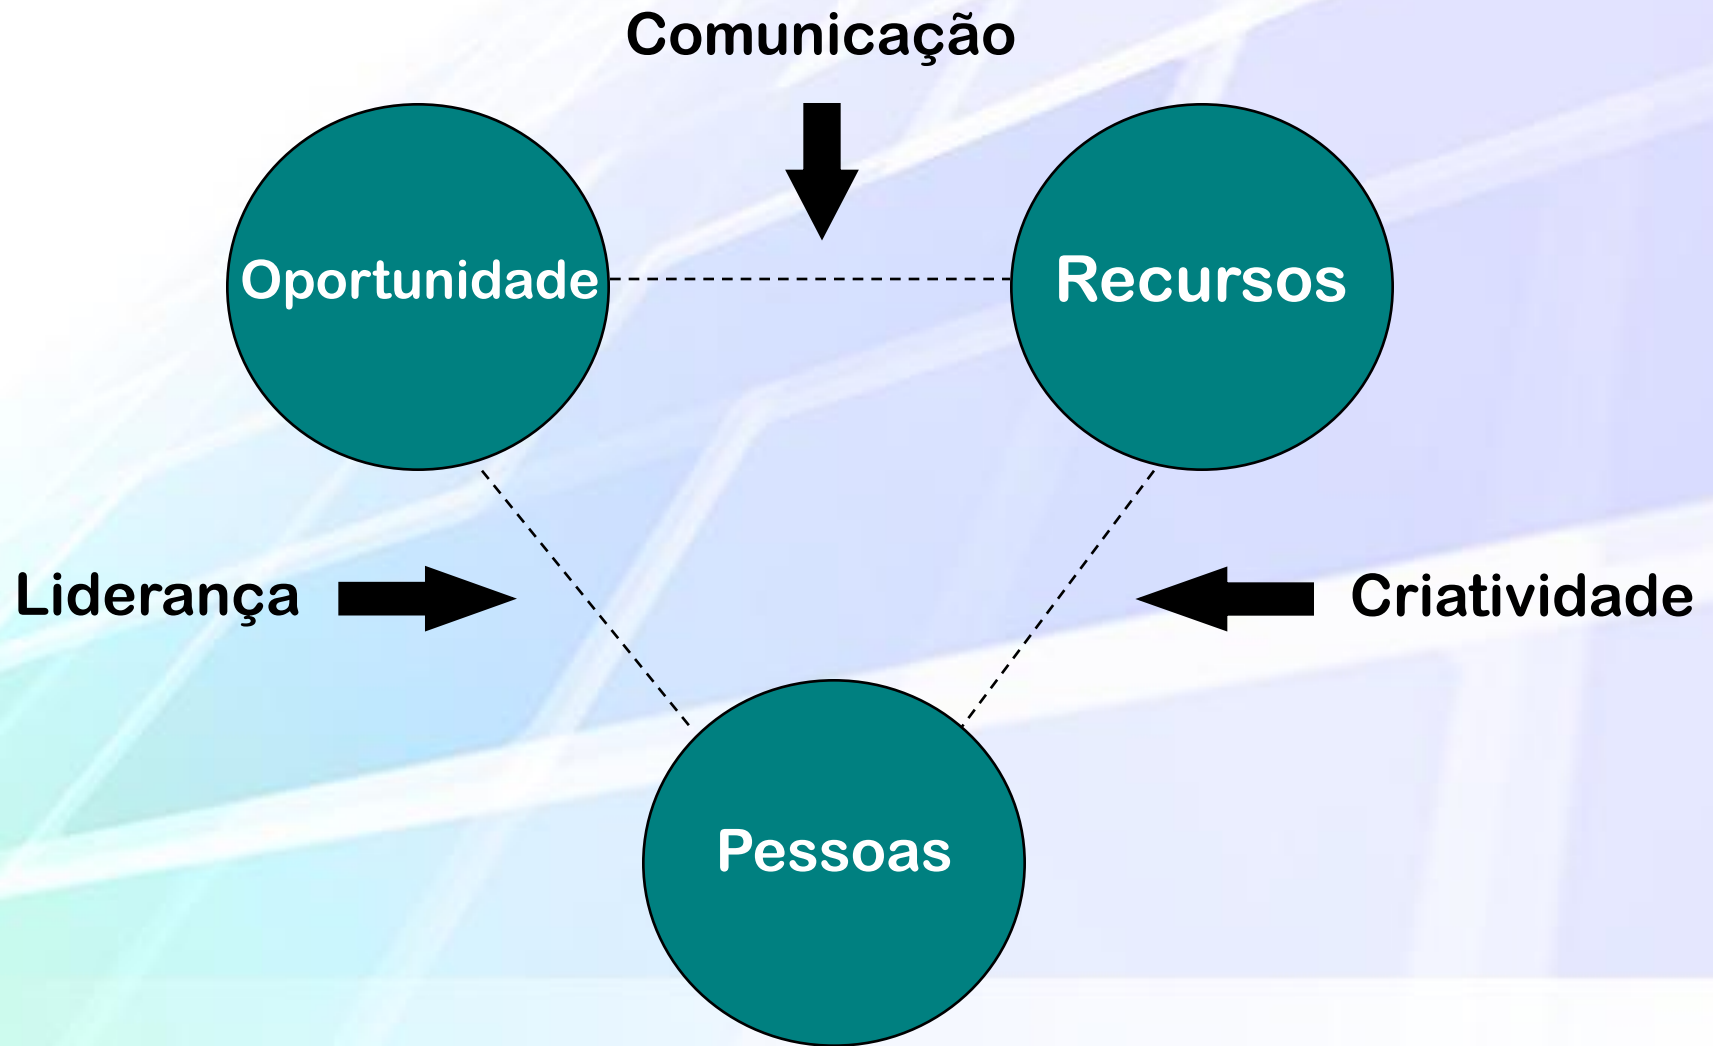 Comunicação
Oportunidade
Recursos
Liderança
Criatividade
Pessoas